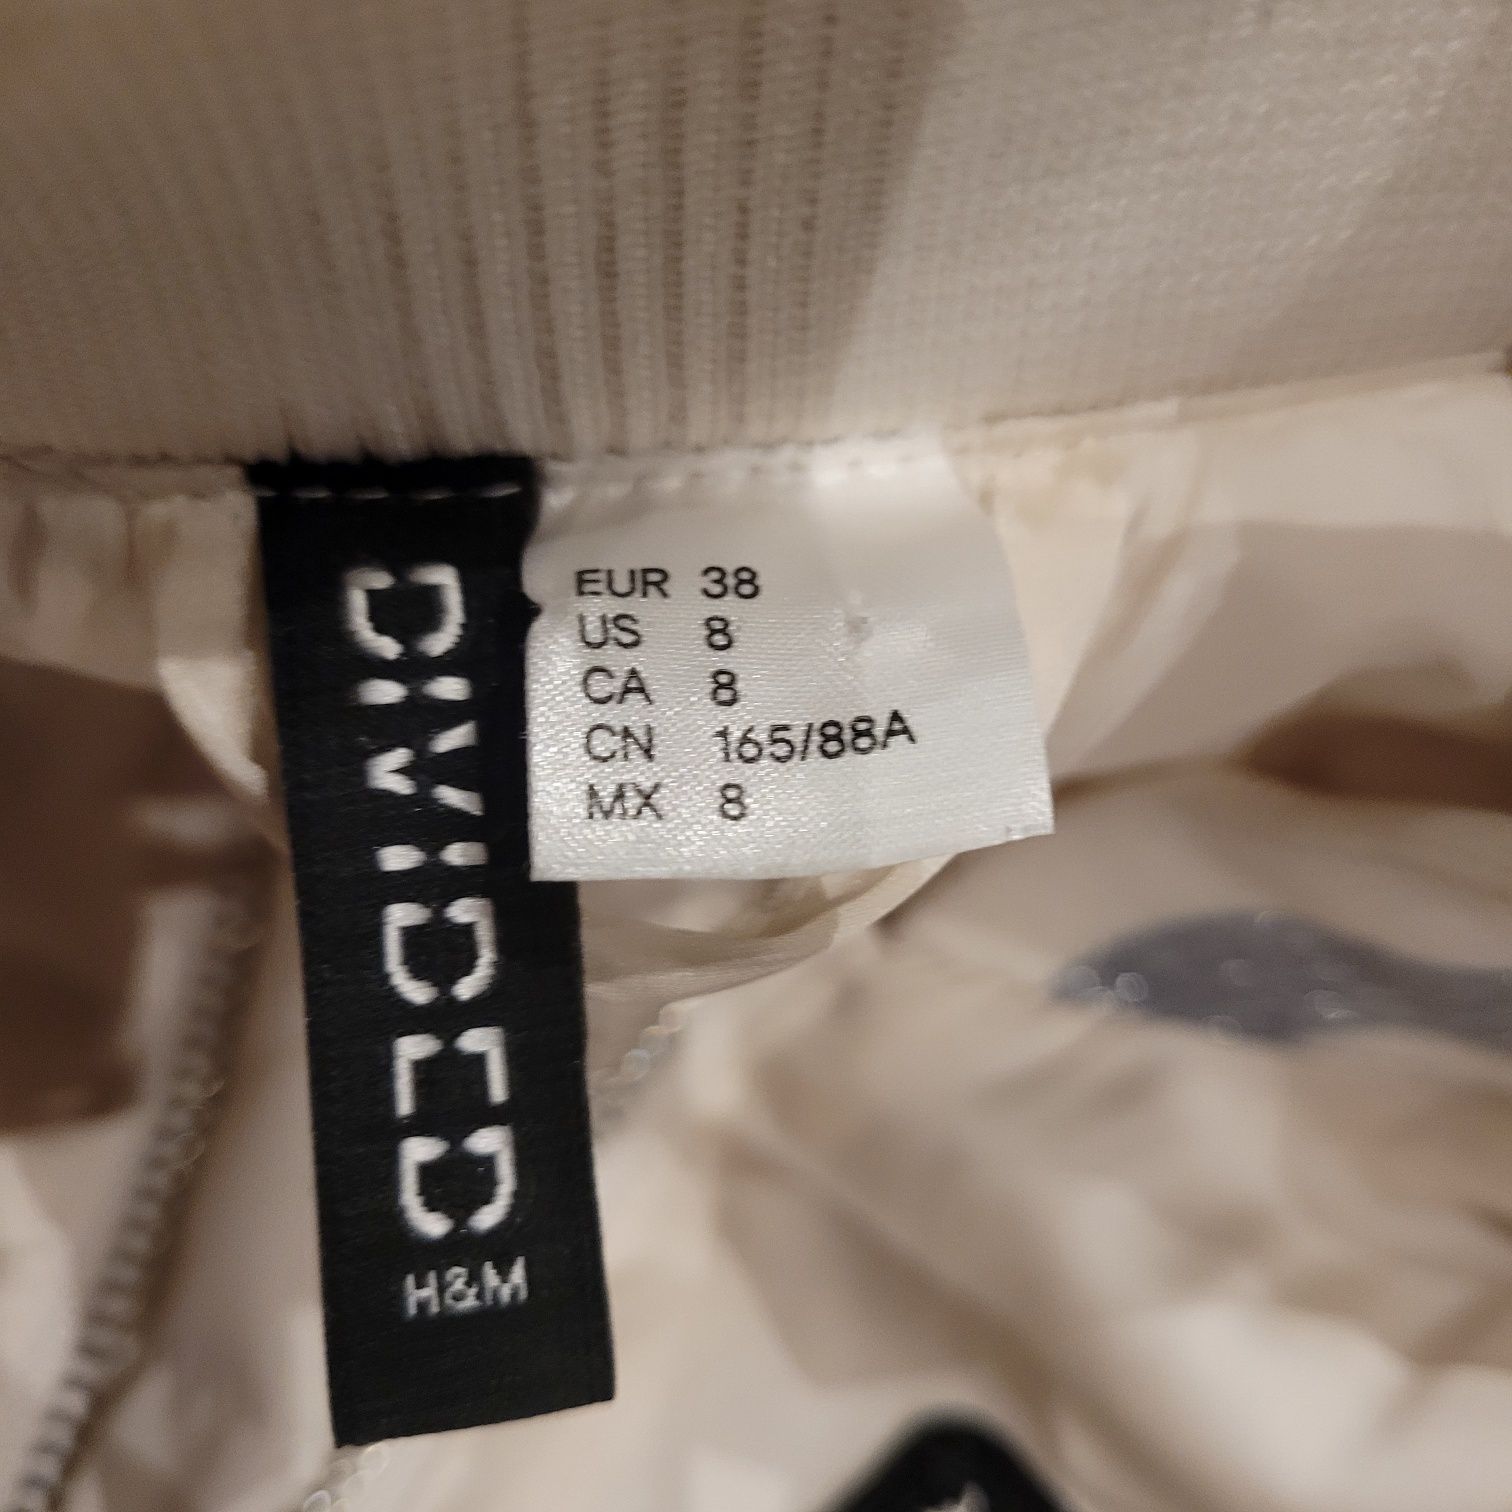 DIVIDED
H&M
EUR 38
US 8
CA 8
CN 165/88A
MX 8